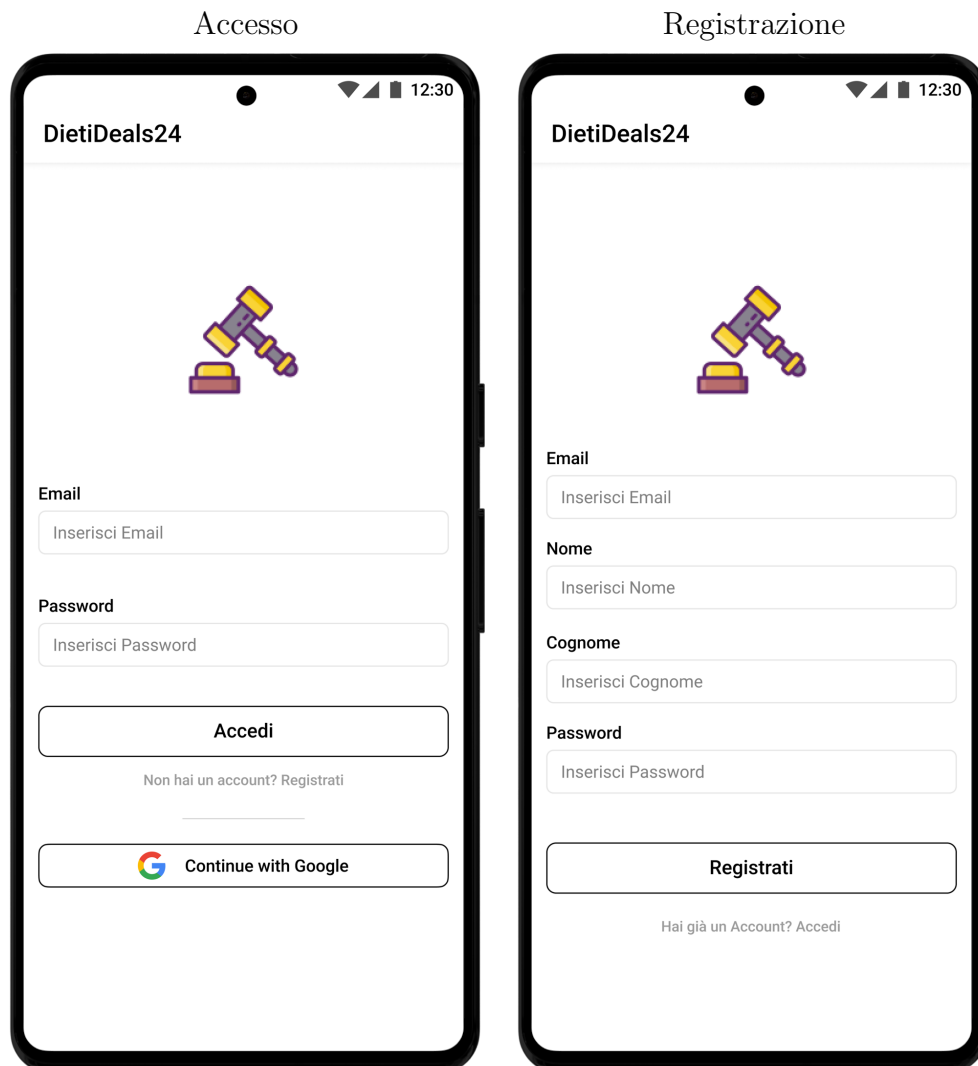 Accesso
12:30
DietiDeals24
Email
Inserisci Email
Password
Inserisci Password
Accedi
Non hai un account? Registrati
Continue with Google
Registrazione
12:30
DietiDeals24
Email
Inserisci Email
Nome
Inserisci Nome
Cognome
Inserisci Cognome
Password
Inserisci Password
Registrati
Hai già un Account? Accedi